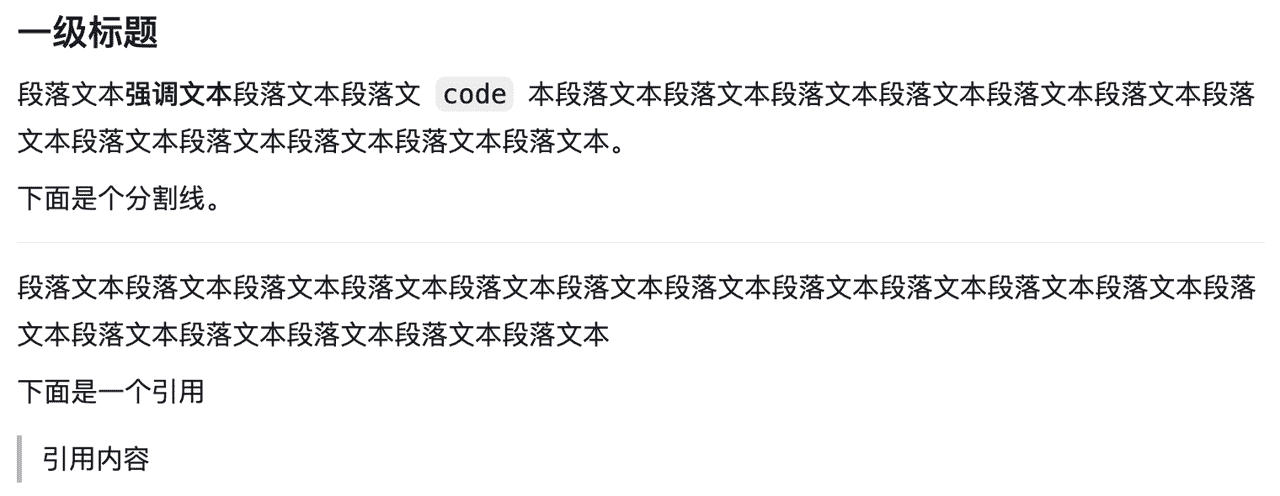 一级标题
段落文本强调文本段落文本段落文 code 本段落文本段落文本段落文本段落文本段落文本段落文本段落
文本段落文本段落文本段落文本段落文本段落文本。
下面是个分割线。
段落文本段落文本段落文本段落文本段落文本段落文本段落文本段落文本段落文本段落文本段落文本段落
文本段落文本段落文本段落文本段落文本段落文本
下面是一个引用
引用内容